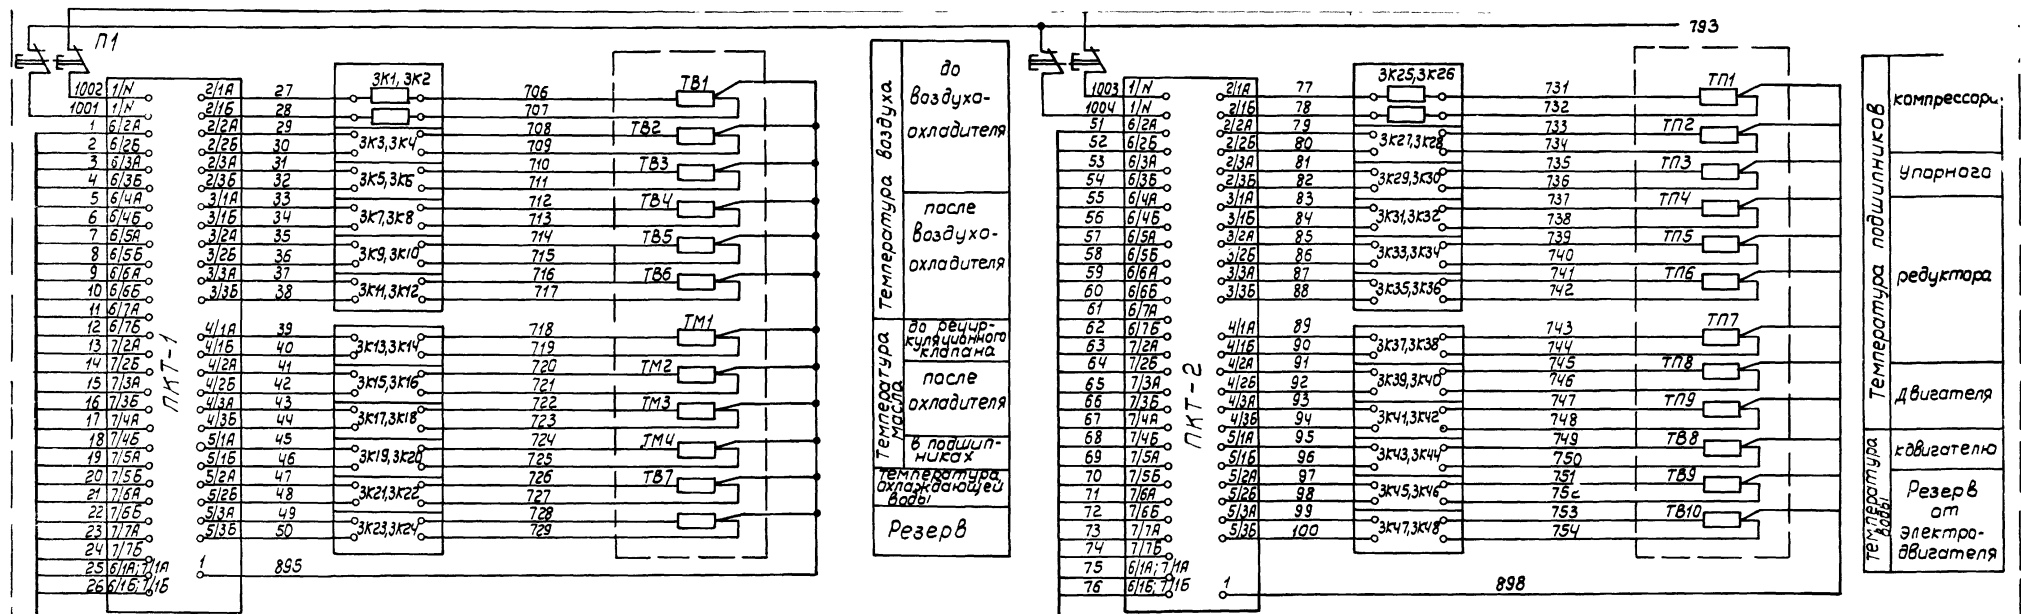 793
П1
1002 1/N
1001 1/N
1 6/2А
2 6/2Б
3 6/3А
4 6/3Б
5 6/4А
6 6/4Б
7 6/5А
8 6/5Б
9 6/6А
10 6/6Б
11 6/7А
12 6/7Б
13 7/2А
14 7/2Б
15 7/3А
16 7/3Б
17 7/4А
18 7/4Б
19 7/5А
20 7/5Б
21 7/6А
22 7/6Б
23 7/7А
24 7/7Б
25 6/1А; 7/1А
26 6/1Б; 7/1Б
ПКТ-1
2/1А 27
2/1Б 28
2/2А 29
2/2Б 30
2/3А 31
2/3Б 32
3/1А 33
3/1Б 34
3/2А 35
3/2Б 36
3/3А 37
3/3Б 38
4/1А 39
4/1Б 40
4/2А 41
4/2Б 42
4/3А 43
4/3Б 44
5/1А 45
5/1Б 46
5/2А 47
5/2Б 48
5/3А 49
5/3Б 50
1 895
3К1, 3К2
3К3,3К4
3К5,3К6
3К7,3К8
3К9,3К10
3К11,3К12
3К13,3К14
3К15,3К16
3К17,3К18
3К19,3К20
3К21,3К22
3К23,3К24
706
707
708
709
710
711
712
713
714
715
716
717
718
719
720
721
722
723
724
725
726
727
728
729
ТВ1
ТВ2
ТВ3
ТВ4
ТВ5
ТВ6
ТМ1
ТМ2
ТМ3
ТМ4
ТВ7
Температура воздуха
до
воздухо-
охладителя
после
воздухо-
охладителя
Температура
масла
до рецир-
куляционного
клапана
после
охладителя
в подшип-
никах
Температура
охлаждающей
воды
Резерв
1003 1/N
1004 1/N
51 6/2А
52 6/2Б
53 6/3А
54 6/3Б
55 6/4А
56 6/4Б
57 6/5А
58 6/5Б
59 6/6А
60 6/6Б
61 6/7А
62 6/7Б
63 7/2А
64 7/2Б
65 7/3А
66 7/3Б
67 7/4А
68 7/4Б
69 7/5А
70 7/5Б
71 7/6А
72 7/6Б
73 7/7А
74 7/7Б
75 6/1А; 7/1А
76 6/1Б; 7/1Б
ПКТ-2
2/1А 77
2/1Б 78
2/2А 79
2/2Б 80
2/3А 81
2/3Б 82
3/1А 83
3/1Б 84
3/2А 85
3/2Б 86
3/3А 87
3/3Б 88
4/1А 89
4/1Б 90
4/2А 91
4/2Б 92
4/3А 93
4/3Б 94
5/1А 95
5/1Б 96
5/2А 97
5/2Б 98
5/3А 99
5/3Б 100
1 898
3К25,3К26
3К27,3К28
3К29,3К30
3К31,3К32
3К33,3К34
3К35,3К36
3К37,3К38
3К39,3К40
3К41,3К42
3К43,3К44
3К45,3К46
3К47,3К48
731
732
733
734
735
736
737
738
739
740
741
742
743
744
745
746
747
748
749
750
751
752
753
754
ТП1
ТП2
ТП3
ТП4
ТП5
ТП6
ТП7
ТП8
ТП9
ТВ8
ТВ9
ТВ10
Температура подшипников
компрессора
Упорного
редуктора
Двигателя
Температура
воды
к двигателю
Резерв
от
электро-
двигателя